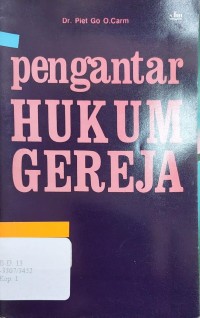 Dr. Piet Go O.Carm
pengantar
HUKUM
GEREJA